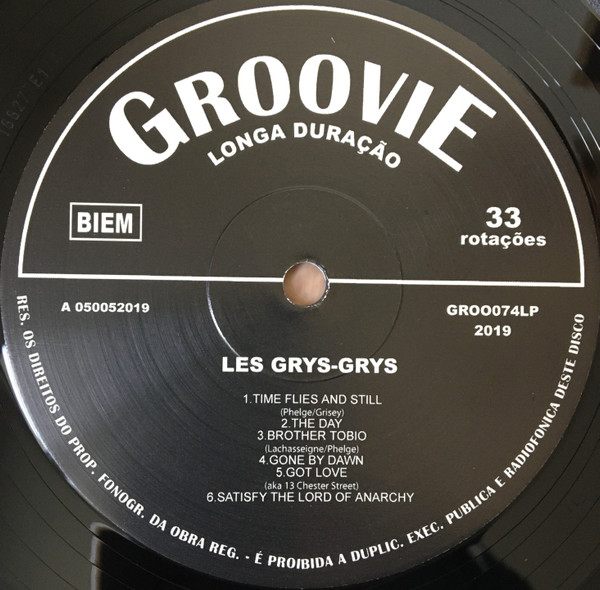 GROOVIE
LONGA DURAÇÃO
BIEM
33
rotações
A 050052019
GROO074LP
2019
LES GRYS-GRYS
1.TIME FLIES AND STILL
(Phelge/Grisey)
2.THE DAY
3.BROTHER TOBIO
(Lachasseigne/Phelge)
4.GONE BY DAWN
5.GOT LOVE
(aka 13 Chester Street)
6.SATISFY THE LORD OF ANARCHY
RES. OS DIREITOS DO PROP. FONOGR. DA OBRA REG. - É PROIBIDA A DUPLIC. EXEC. PUBLICA E RADIOFONICA DESTE DISCO